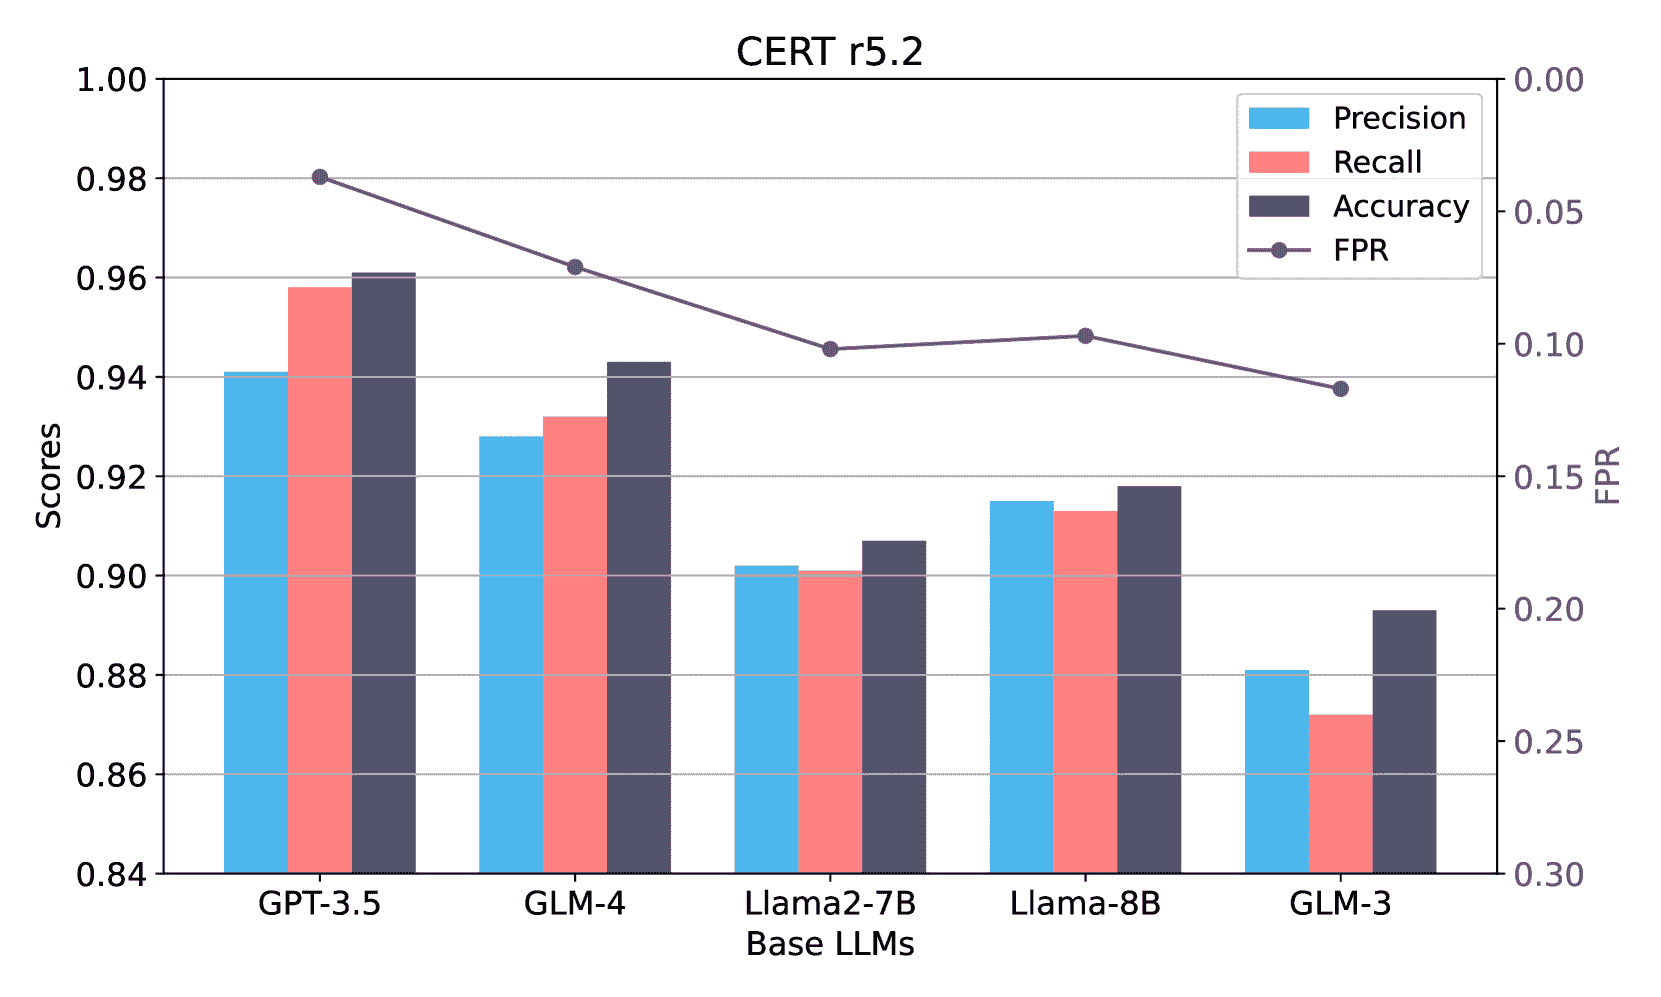 CERT r5.2
1.00
0.98
0.96
0.94
0.92
0.90
0.88
0.86
0.84
Scores
0.00
0.05
0.10
0.15
0.20
0.25
0.30
FPR
Precision
Recall
Accuracy
FPR
GPT-3.5 GLM-4 Llama2-7B Llama-8B GLM-3
Base LLMs